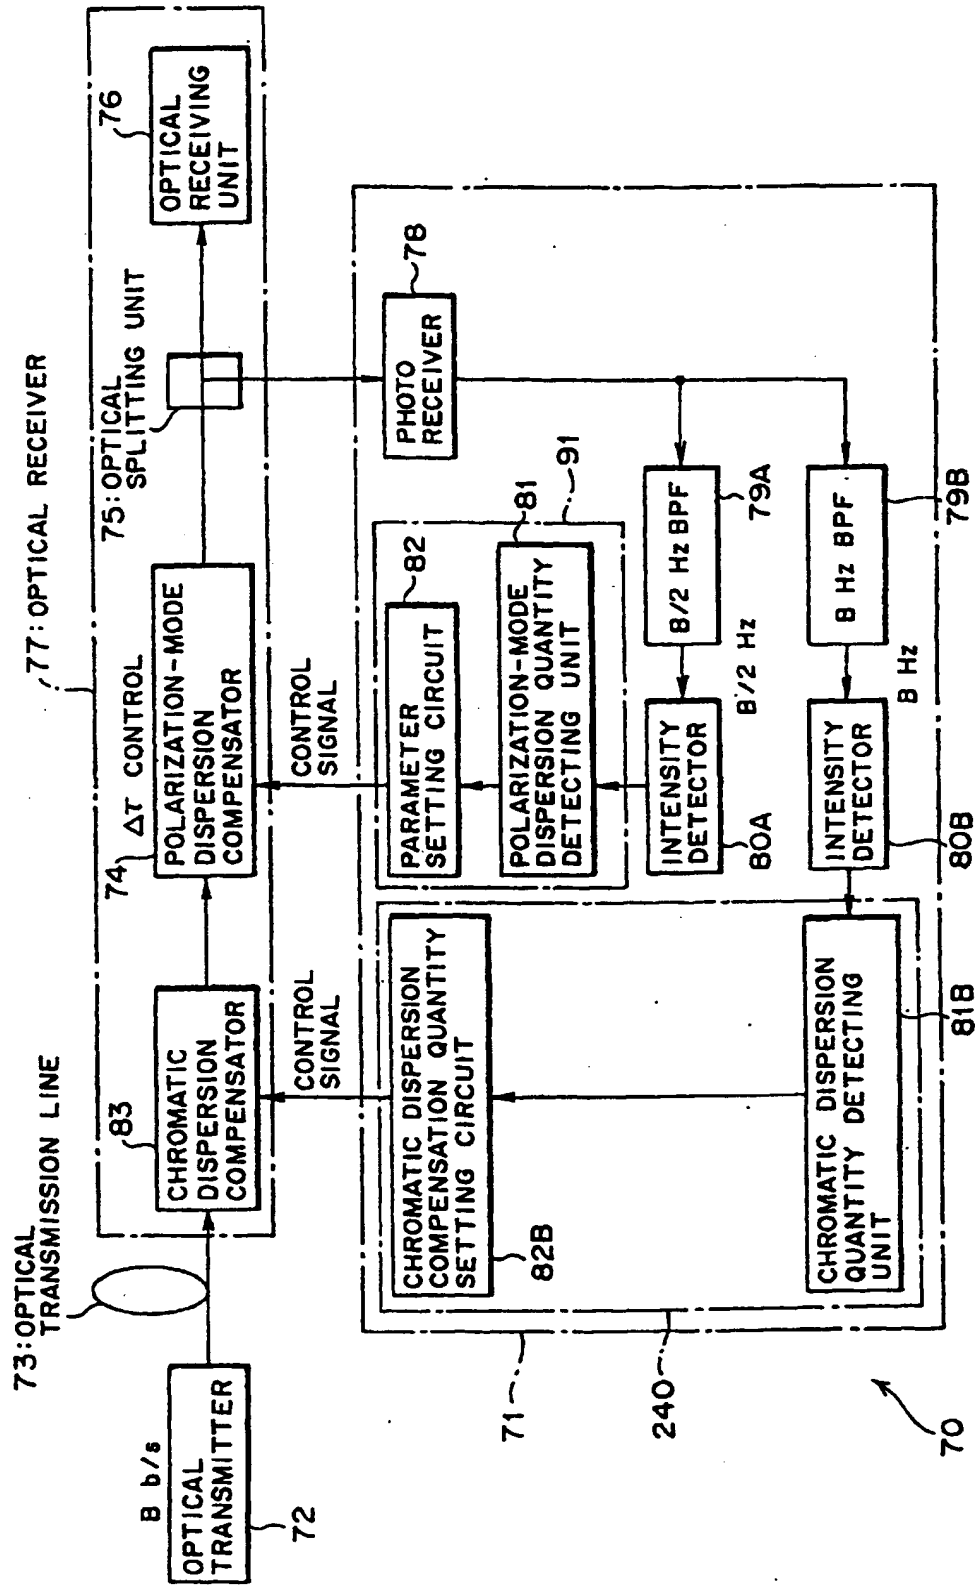 77:OPTICAL RECEIVER
73:OPTICAL
TRANSMISSION LINE
B b/s
OPTICAL
TRANSMITTER
72
83
CHROMATIC
DISPERSION
COMPENSATOR
74
Δτ CONTROL
POLARIZATION-MODE
DISPERSION
COMPENSATOR
75:OPTICAL
SPLITTING UNIT
76
OPTICAL
RECEIVING
UNIT
CONTROL
SIGNAL
CONTROL
SIGNAL
71
240
70
CHROMATIC DISPERSION
COMPENSATION QUANTITY
SETTING CIRCUIT
82B
CHROMATIC DISPERSION
QUANTITY DETECTING
UNIT
81B
PARAMETER
SETTING CIRCUIT
82
POLARIZATION-MODE
DISPERSION QUANTITY
DETECTING UNIT
81
91
PHOTO
RECEIVER
78
INTENSITY
DETECTOR
80A
B/2 Hz
B/2 Hz BPF
79A
INTENSITY
DETECTOR
80B
B Hz
B Hz BPF
79B